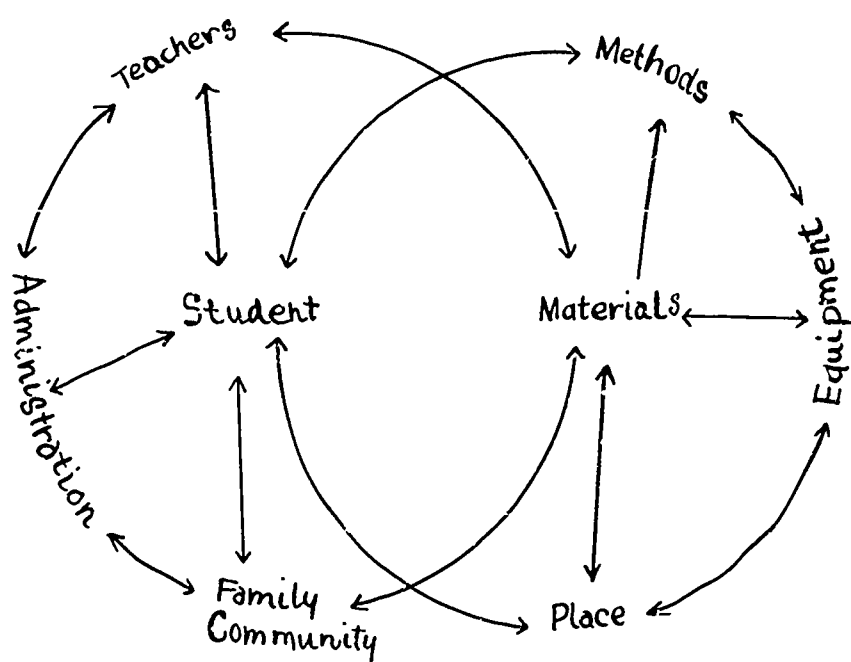 Teachers
Methods
Administration
Student
Materials
Equipment
Family
Community
Place